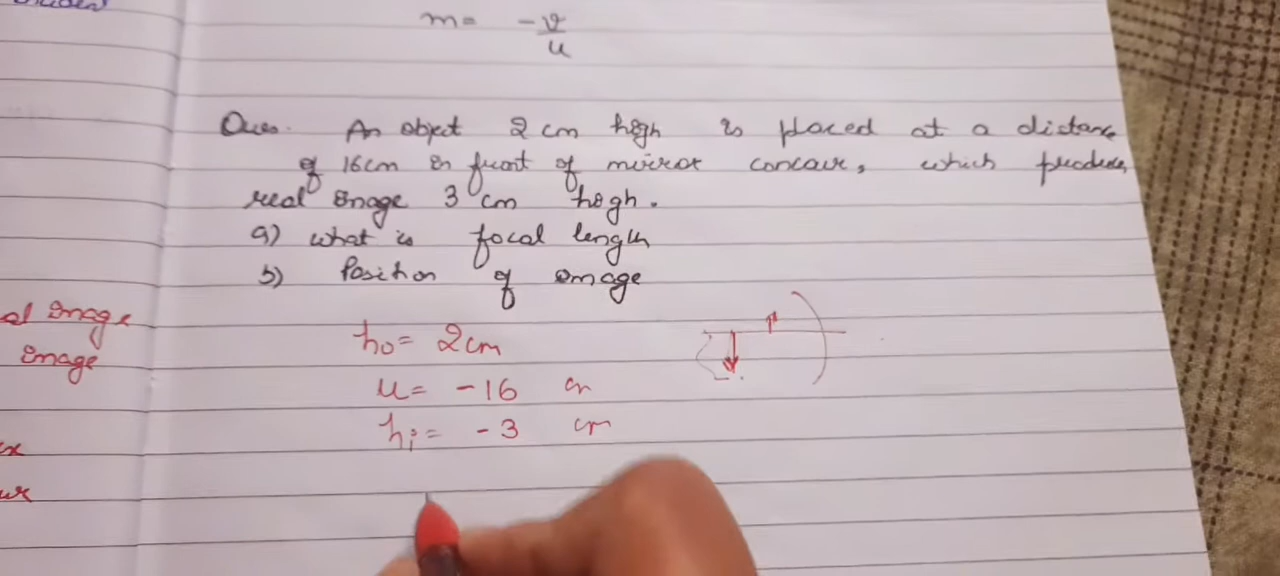 m = -v/u
Ques. An object 2 cm high is placed at a distance
of 16cm in front of mirror concave, which produces
real image 3 cm high.
a) what is focal length
b) Position of image
al Image
Image
ho = 2cm
u = -16 cm
hi = -3 cm